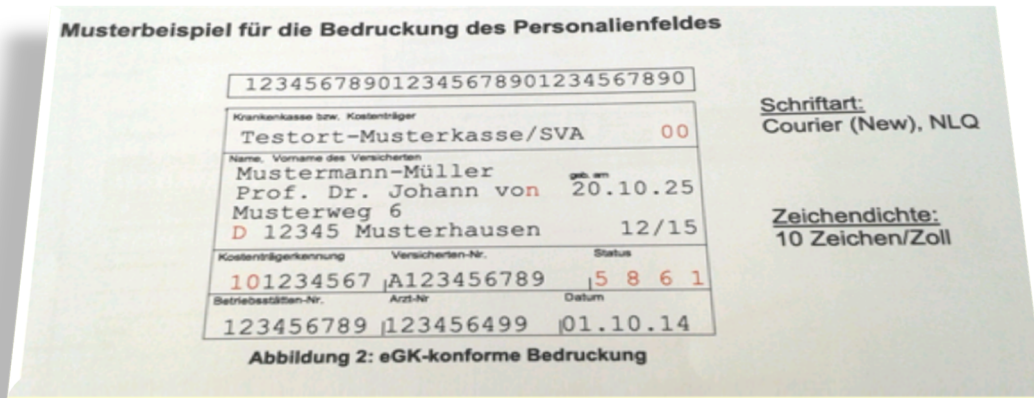 Musterbeispiel für die Bedruckung des Personalienfeldes
123456789012345678901234567890
Krankenkasse bzw. Kostenträger
Testort-Musterkasse/SVA 00
Name, Vorname des Versicherten
Mustermann-Müller geb. am
Prof. Dr. Johann von 20.10.25
Musterweg 6
D 12345 Musterhausen 12/15
Kostenträgerkennung Versicherten-Nr. Status
101234567 A123456789 5 8 6 1
Betriebsstätten-Nr. Arzt-Nr Datum
123456789 123456499 01.10.14
Abbildung 2: eGK-konforme Bedruckung
Schriftart:
Courier (New), NLQ
Zeichendichte:
10 Zeichen/Zoll